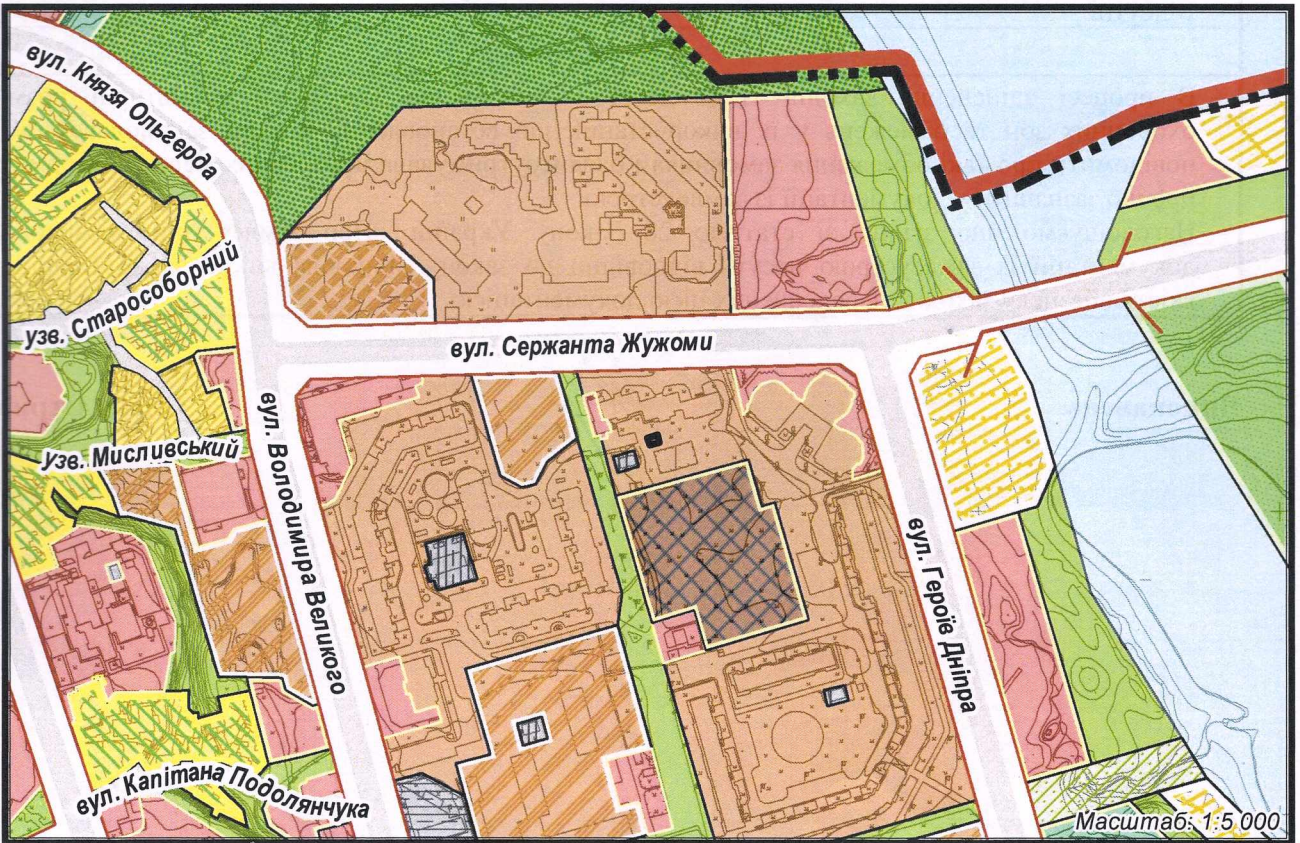 вул. Князя Ольгерда
узв. Старособорний
вул. Сержанта Жужоми
узв. Мисливський
вул. Володимира Великого
вул. Героїв Дніпра
вул. Капітана Подолянчука
Масштаб: 1:5 000